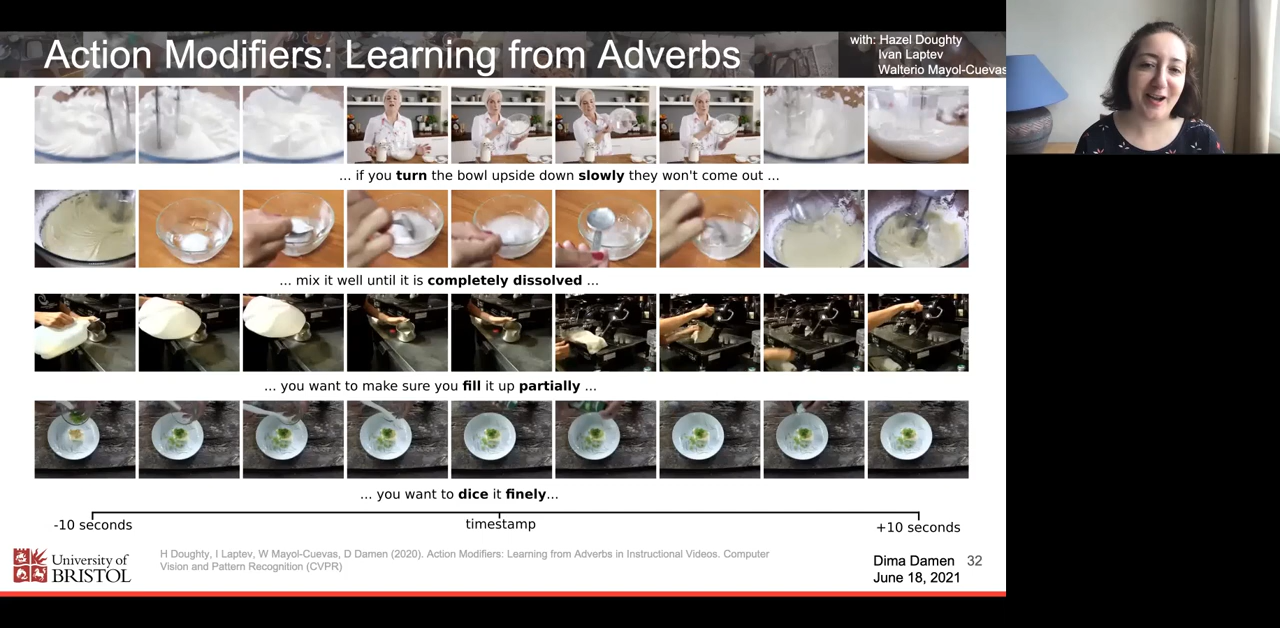 Action Modifiers: Learning from Adverbs
with: Hazel Doughty
Ivan Laptev
Walterio Mayol-Cuevas
... if you turn the bowl upside down slowly they won't come out ...
... mix it well until it is completely dissolved ...
... you want to make sure you fill it up partially ...
... you want to dice it finely...
-10 seconds
timestamp
+10 seconds
University of
BRISTOL
H Doughty, I Laptev, W Mayol-Cuevas, D Damen (2020). Action Modifiers: Learning from Adverbs in Instructional Videos. Computer
Vision and Pattern Recognition (CVPR)
Dima Damen 32
June 18, 2021